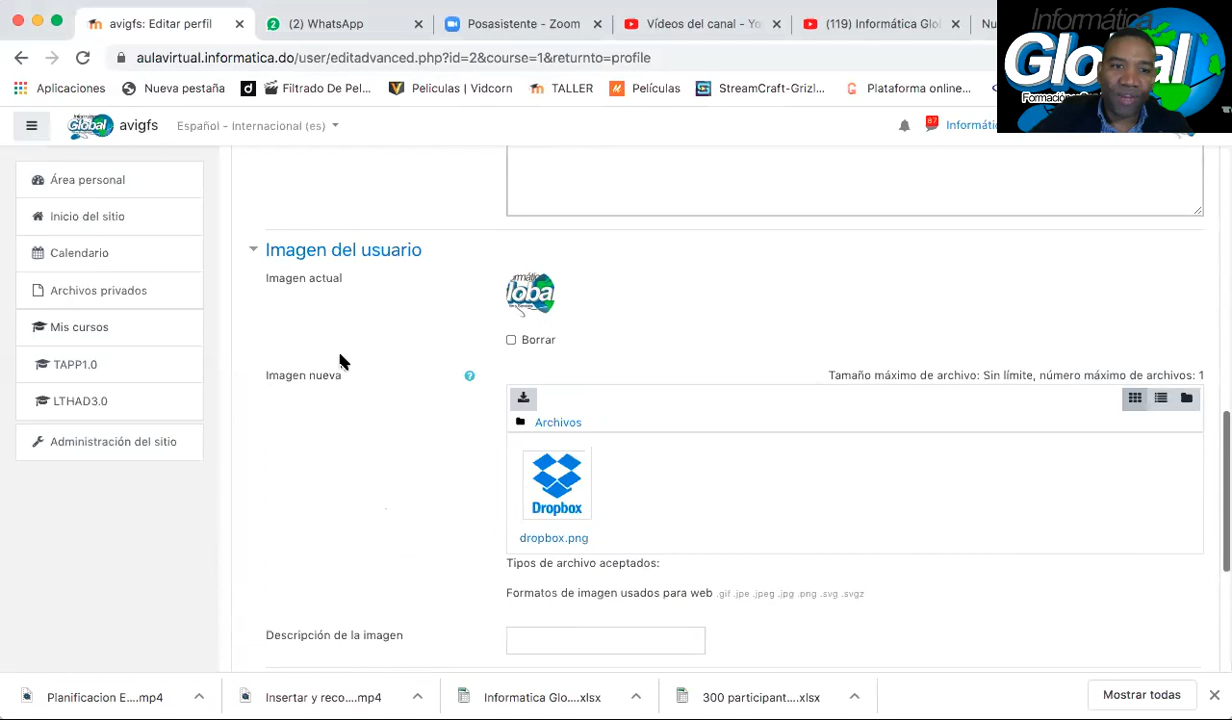 avigfs: Editar perfil
(2) WhatsApp
Posasistente - Zoom
Vídeos del canal - Yo
(119) Informática Glo
Nu
aulavirtual.informatica.do/user/editadvanced.php?id=2&course=1&returnto=profile
Aplicaciones
Nueva pestaña
Filtrado De Pel...
Peliculas | Vidcorn
TALLER
Películas
StreamCraft-Grizl...
Plataforma online...
Informática
Global
avigfs
Español - Internacional (es)
87
Informátic
Área personal
Inicio del sitio
Calendario
Archivos privados
Mis cursos
TAPP1.0
LTHAD3.0
Administración del sitio
Imagen del usuario
Imagen actual
Borrar
Imagen nueva
Tamaño máximo de archivo: Sin límite, número máximo de archivos: 1
Archivos
Dropbox
dropbox.png
Tipos de archivo aceptados:
Formatos de imagen usados para web .gif .jpe .jpeg .jpg .png .svg .svgz
Descripción de la imagen
Planificacion E....mp4
Insertar y reco....mp4
Informatica Glo....xlsx
300 participant....xlsx
Mostrar todas